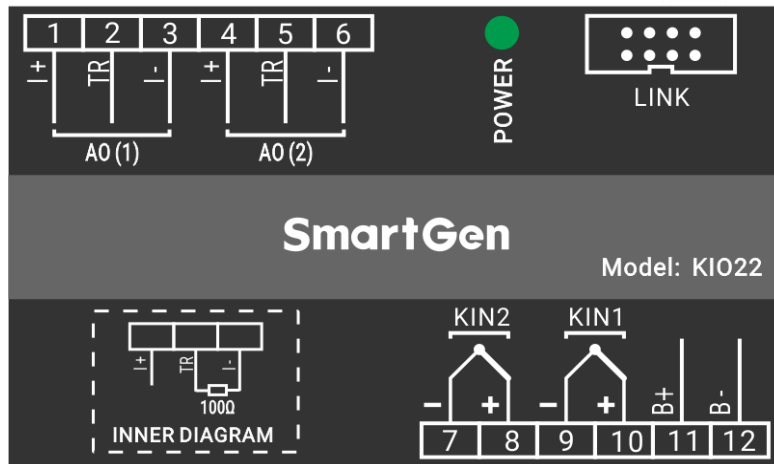 1 2 3 4 5 6
I+ TR I- I+ TR I-
AO (1) AO (2)
POWER
LINK
SmartGen
Model: KIO22
I+ TR I-
100Ω
INNER DIAGRAM
KIN2 KIN1
− + − + B+ B-
7 8 9 10 11 12